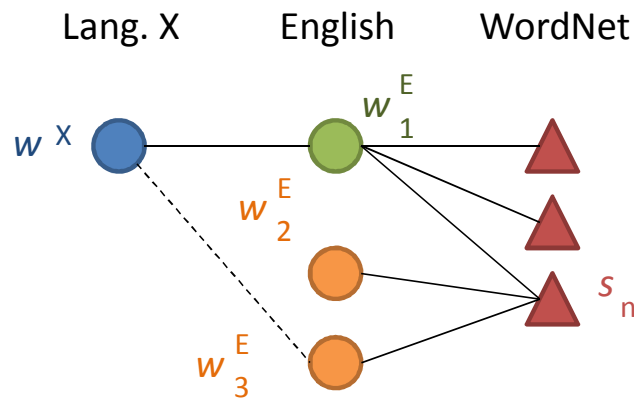 Lang. X English WordNet
w X
w 1 E
w 2 E
w 3 E
s n